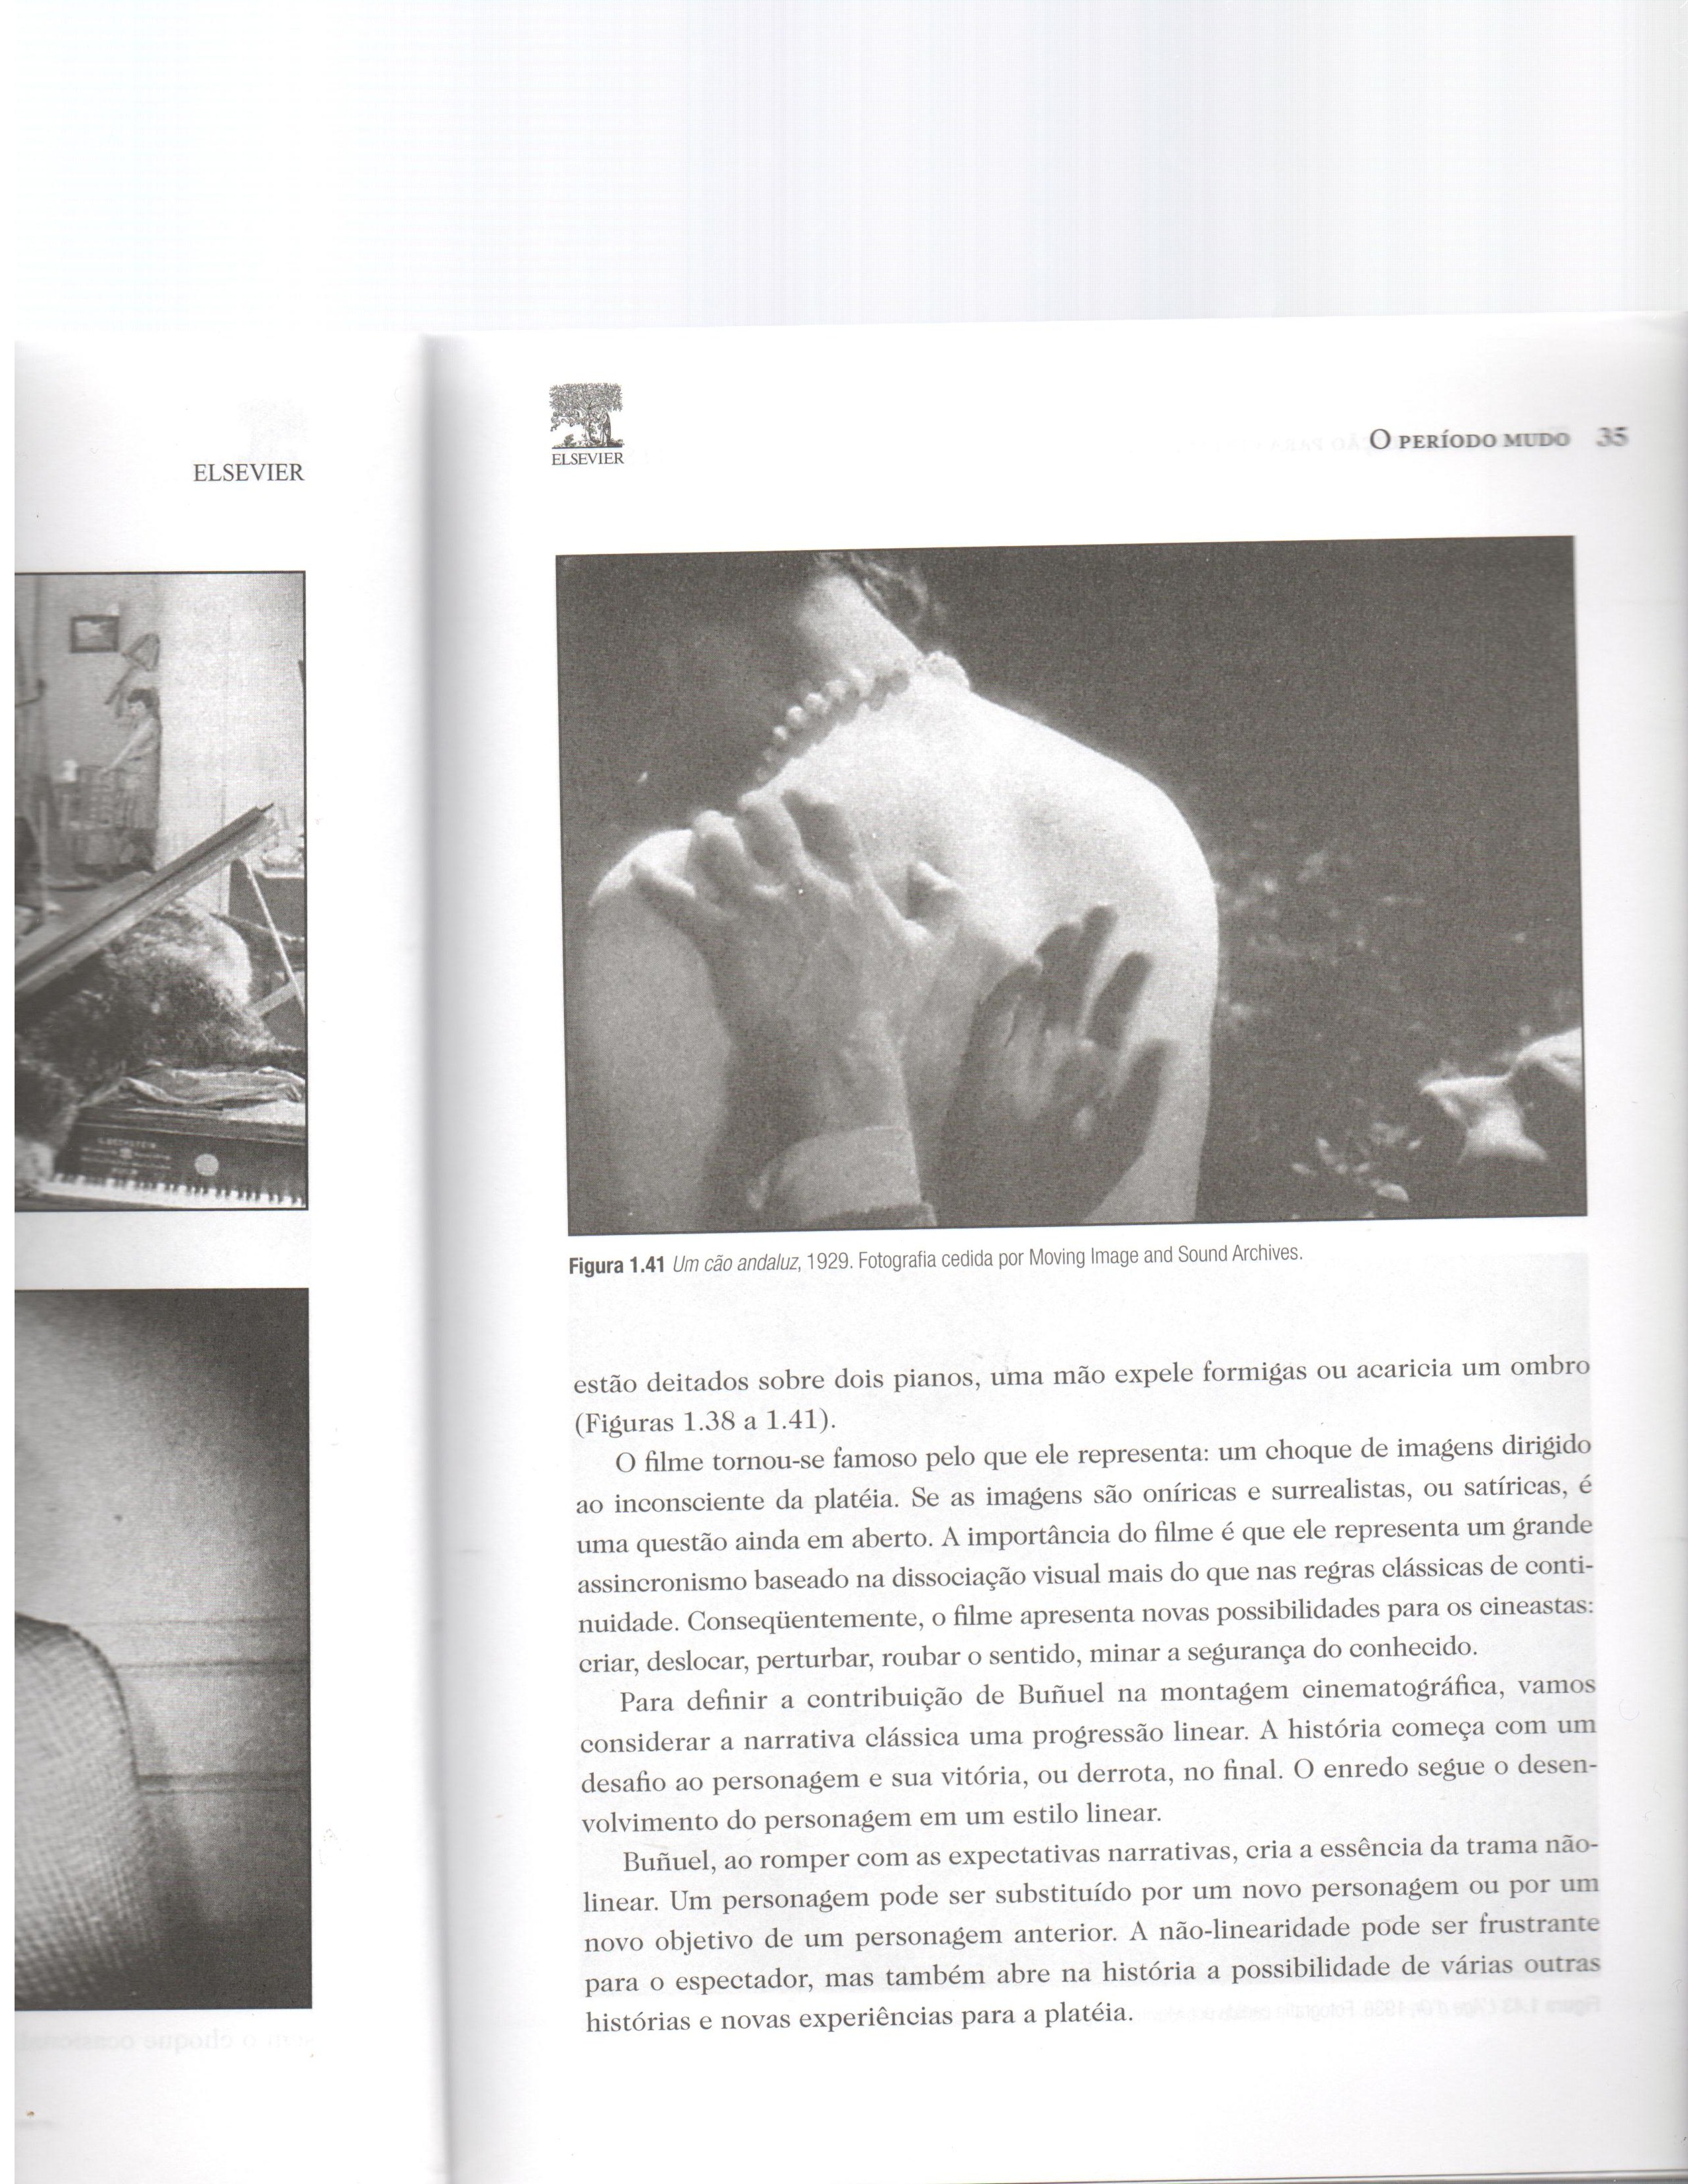 ELSEVIER
ELSEVIER
O PERÍODO MUDO 35
Figura 1.41 Um cão andaluz, 1929. Fotografia cedida por Moving Image and Sound Archives.
estão deitados sobre dois pianos, uma mão expele formigas ou acaricia um ombro
(Figuras 1.38 a 1.41).
O filme tornou-se famoso pelo que ele representa: um choque de imagens dirigido
ao inconsciente da platéia. Se as imagens são oníricas e surrealistas, ou satíricas, é
uma questão ainda em aberto. A importância do filme é que ele representa um grande
assincronismo baseado na dissociação visual mais do que nas regras clássicas de conti-
nuidade. Conseqüentemente, o filme apresenta novas possibilidades para os cineastas:
criar, deslocar, perturbar, roubar o sentido, minar a segurança do conhecido.
Para definir a contribuição de Buñuel na montagem cinematográfica, vamos
considerar a narrativa clássica uma progressão linear. A história começa com um
desafio ao personagem e sua vitória, ou derrota, no final. O enredo segue o desen-
volvimento do personagem em um estilo linear.
Buñuel, ao romper com as expectativas narrativas, cria a essência da trama não-
linear. Um personagem pode ser substituído por um novo personagem ou por um
novo objetivo de um personagem anterior. A não-linearidade pode ser frustrante
para o espectador, mas também abre na história a possibilidade de várias outras
histórias e novas experiências para a platéia.